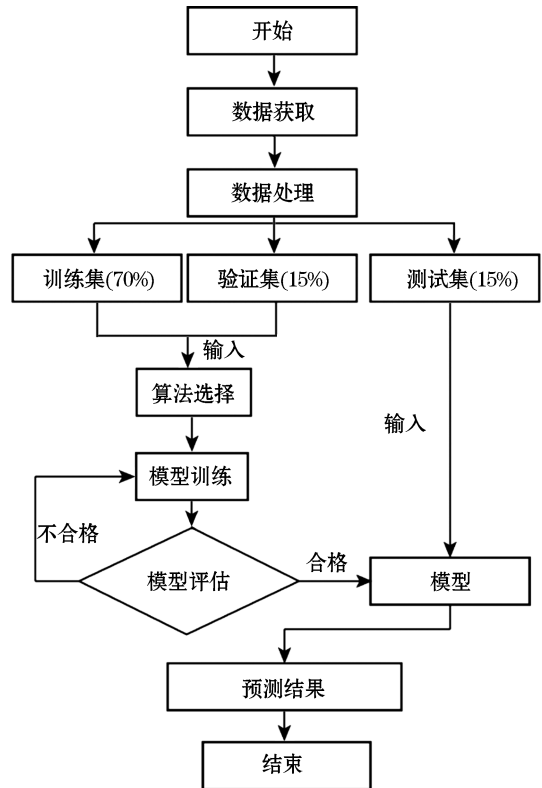 开始
数据获取
数据处理
训练集(70%)
验证集(15%)
测试集(15%)
输入
算法选择
输入
模型训练
不合格
模型评估
合格
模型
预测结果
结束